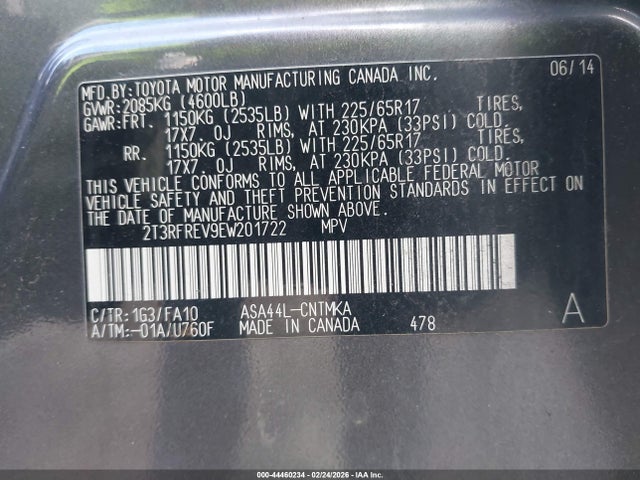 MFD.BY:TOYOTA MOTOR MANUFACTURING CANADA INC. 06/14
GVWR:2085KG (4600LB)
GAWR:FRT. 1150KG (2535LB) WITH 225/65R17 TIRES,
17X7. 0J RIMS, AT 230KPA (33PSI) COLD.
RR. 1150KG (2535LB) WITH 225/65R17 TIRES,
17X7. 0J RIMS, AT 230KPA (33PSI) COLD.
THIS VEHICLE CONFORMS TO ALL APPLICABLE FEDERAL MOTOR
VEHICLE SAFETY AND THEFT PREVENTION STANDARDS IN EFFECT ON
THE DATE OF MANUFACTURE SHOWN ABOVE.
2T3RFREV9EW201722 MPV
C/TR:1G3/FA10 ASA44L-CNTMKA
A/TM:-01A/U760F MADE IN CANADA 478 A
000-44460234 - 02/24/2026 - IAA Inc.